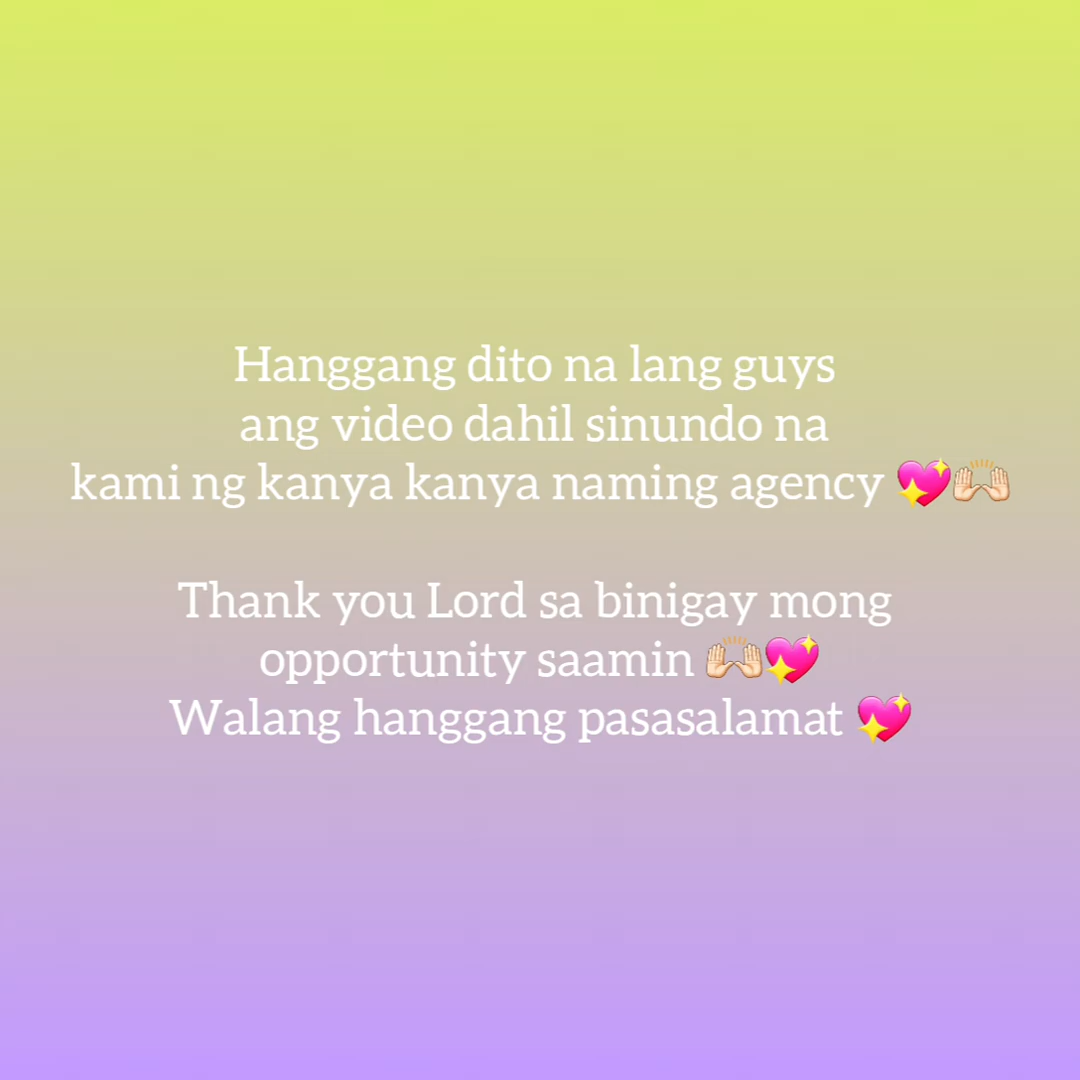 Hanggang dito na lang guys
ang video dahil sinundo na
kami ng kanya kanya naming agency 💖🙌🏻
Thank you Lord sa binigay mong
opportunity saamin 🙌🏻💖
Walang hanggang pasasalamat 💖